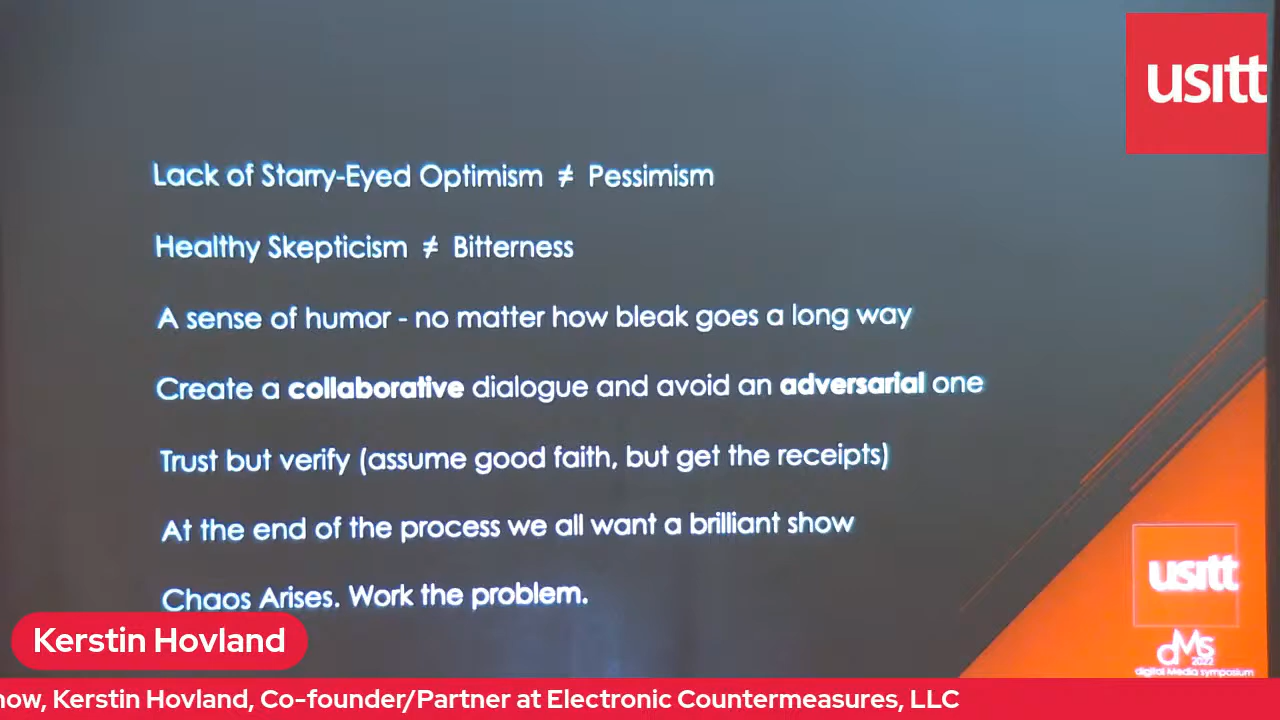 usitt
Lack of Starry-Eyed Optimism ≠ Pessimism
Healthy Skepticism ≠ Bitterness
A sense of humor - no matter how bleak goes a long way
Create a collaborative dialogue and avoid an adversarial one
Trust but verify (assume good faith, but get the receipts)
At the end of the process we all want a brilliant show
Chaos Arises. Work the problem.
usitt
dMs
2022
digital Media symposium
Kerstin Hovland
now, Kerstin Hovland, Co-founder/Partner at Electronic Countermeasures, LLC